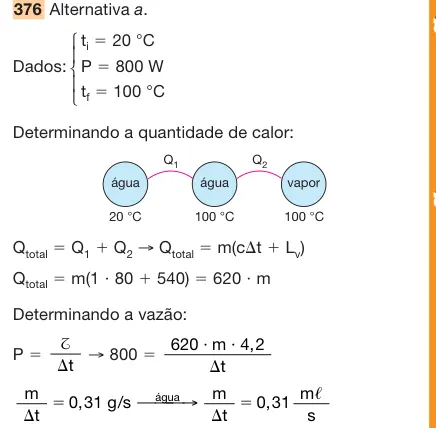 376 Alternativa a.
Dados: { tᵢ = 20 °C
P = 800 W
t_f = 100 °C
Determinando a quantidade de calor:
Q₁ Q₂
água água vapor
20 °C 100 °C 100 °C
Q_total = Q₁ + Q₂ → Q_total = m(cΔt + Lᵥ)
Q_total = m(1 · 80 + 540) = 620 · m
Determinando a vazão:
P = ℨ/Δt → 800 = 620 · m · 4,2/Δt
m/Δt = 0,31 g/s —água→ m/Δt = 0,31 mℓ/s